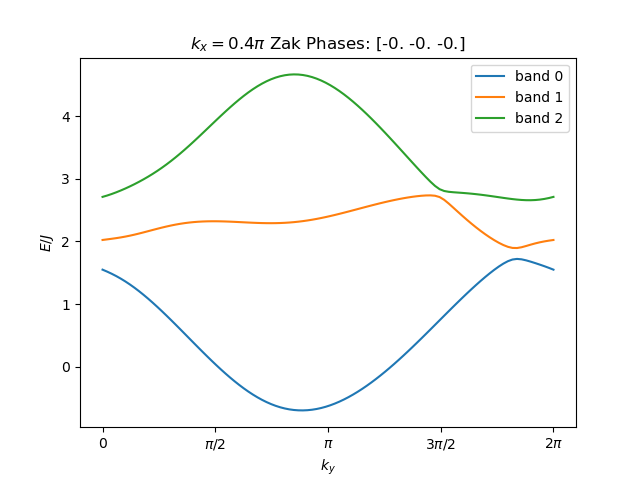 kₓ = 0.4π Zak Phases: [-0. -0. -0.]
band 0
band 1
band 2
E/J
4
3
2
1
0
0
π/2
π
3π/2
2π
k_y